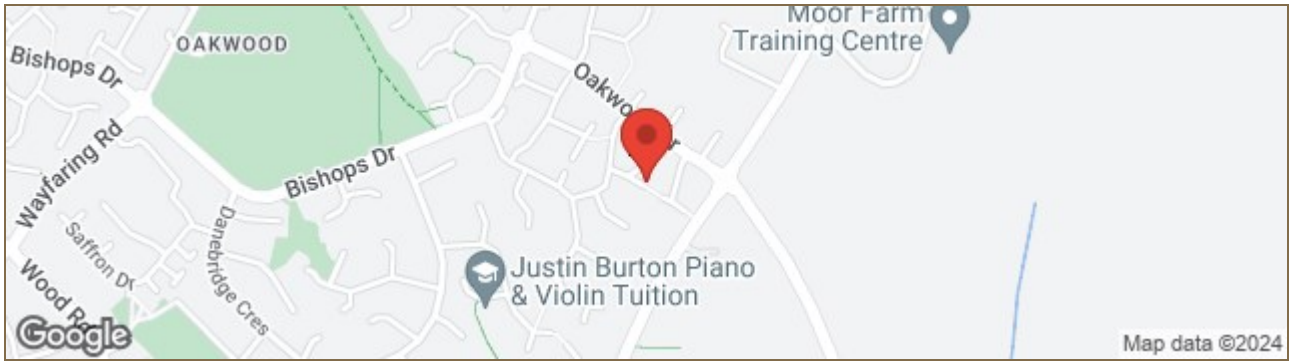 Moor Farm
Training Centre
OAKWOOD
Bishops Dr
Wayfaring Rd
Bishops Dr
Saffron Dr
Danebridge Cres
Wood
Justin Burton Piano
& Violin Tuition
Google
Map data ©2024